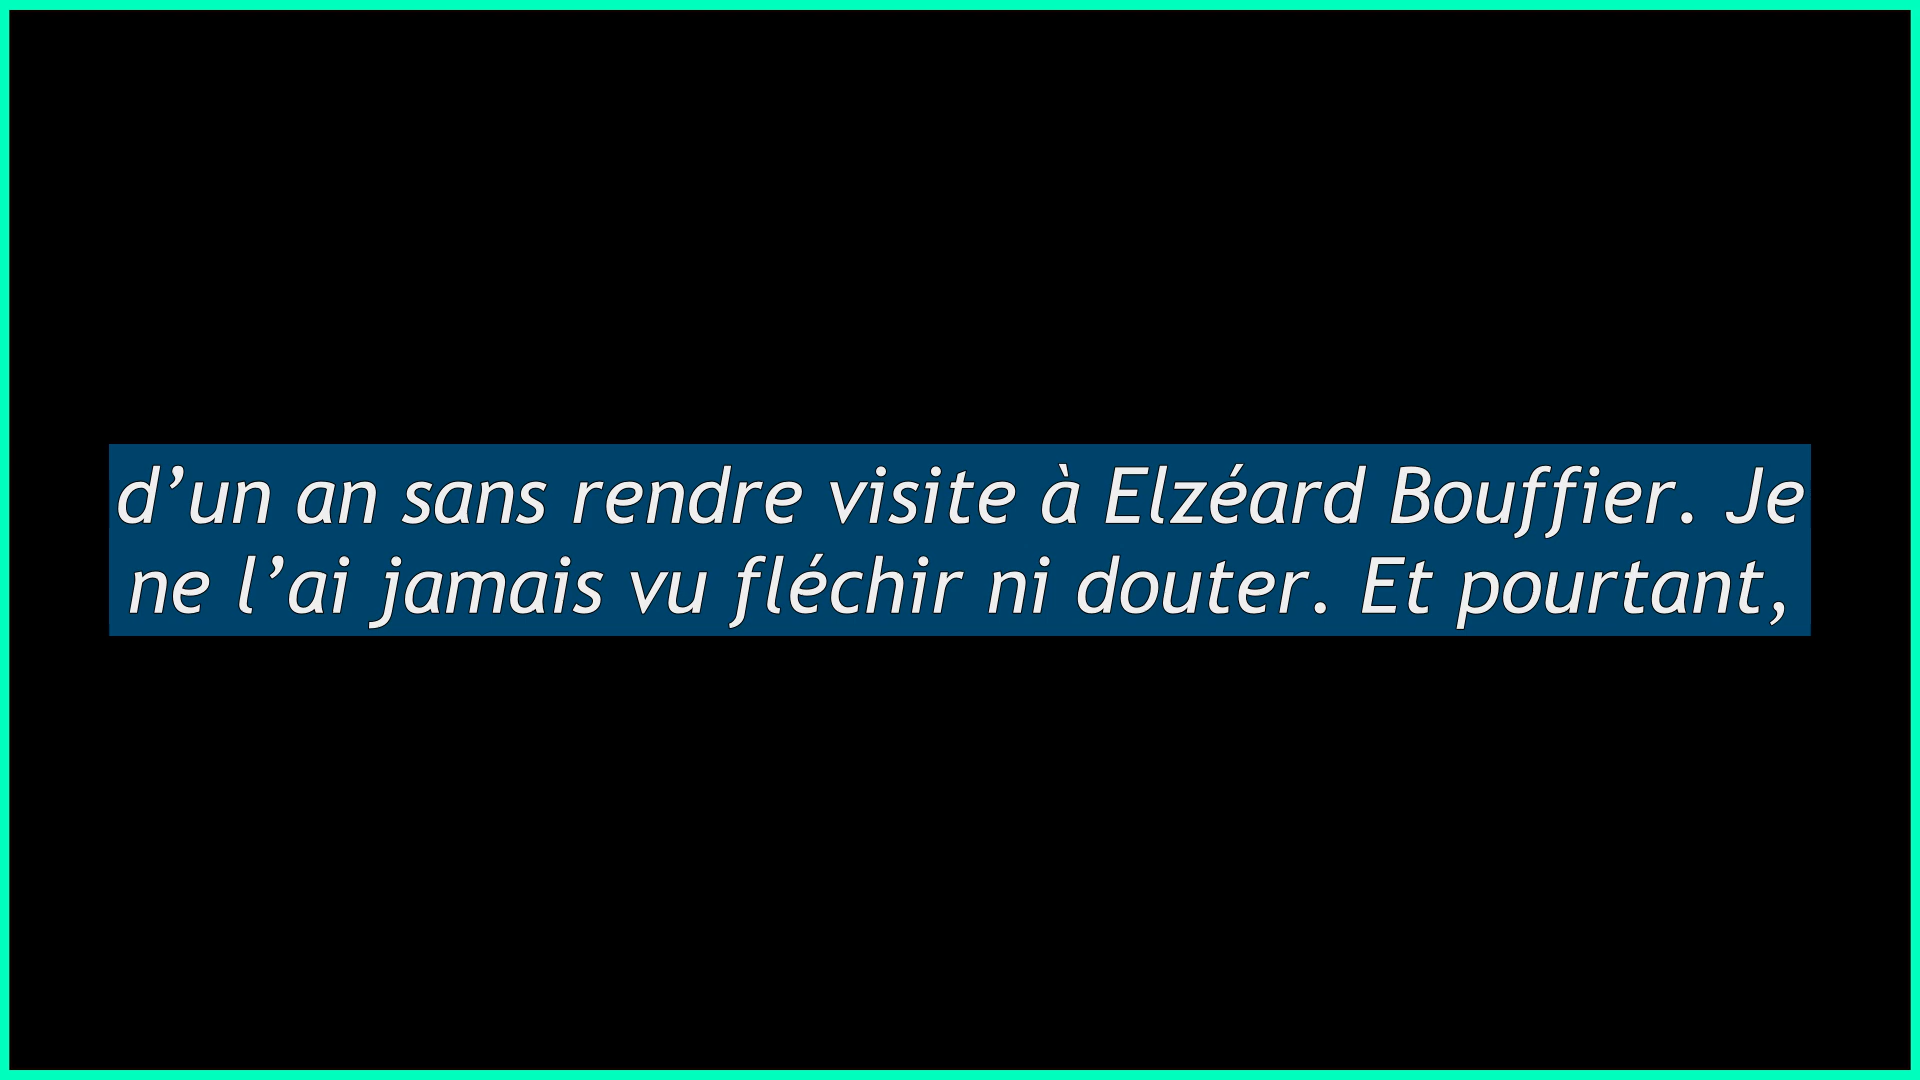 d’un an sans rendre visite à Elzéard Bouffier. Je
ne l’ai jamais vu fléchir ni douter. Et pourtant,